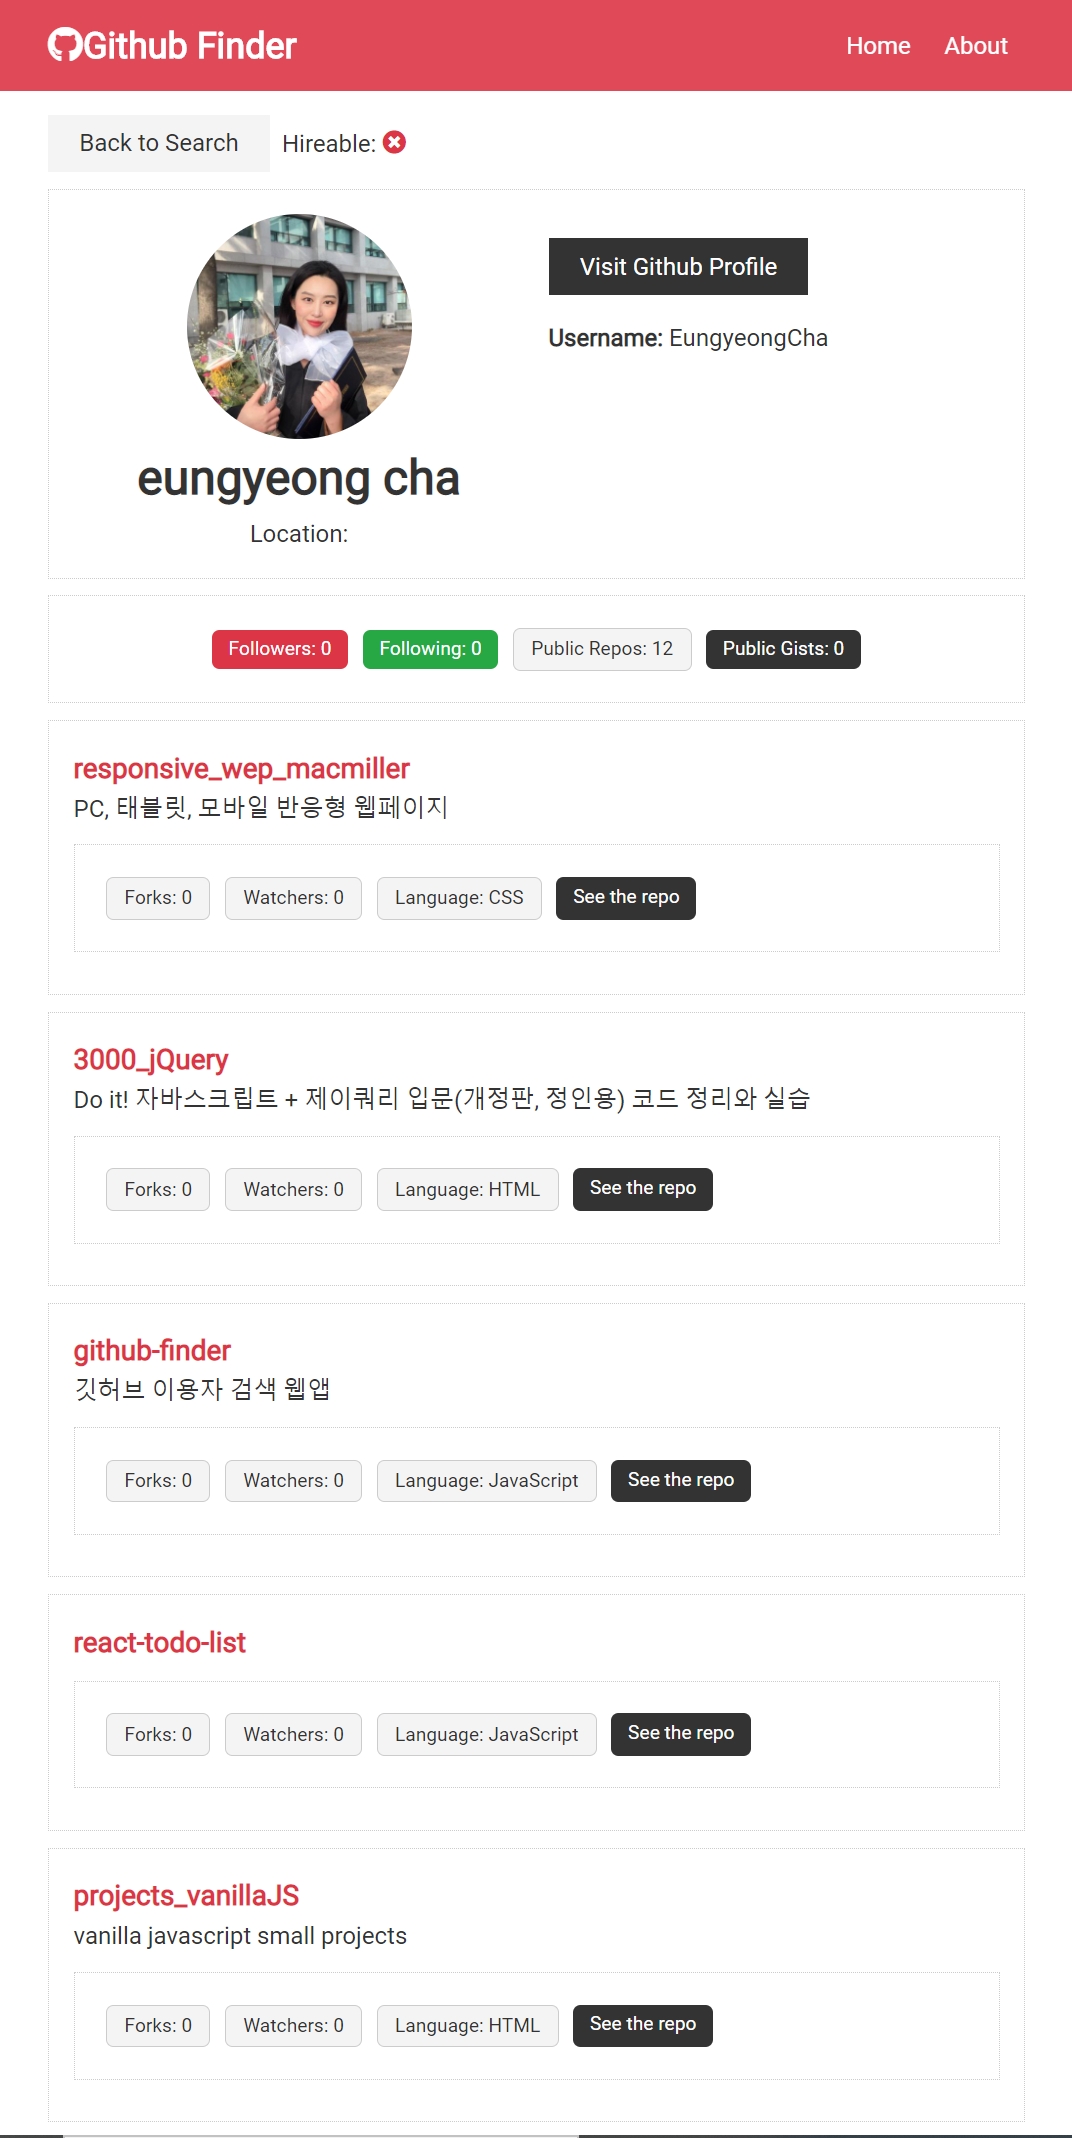 Github Finder
Home About
Back to Search Hireable:
Visit Github Profile
Username: EungyeongCha
eungyeong cha
Location:
Followers: 0 Following: 0 Public Repos: 12 Public Gists: 0
responsive_wep_macmiller
PC, 태블릿, 모바일 반응형 웹페이지
Forks: 0 Watchers: 0 Language: CSS See the repo
3000_jQuery
Do it! 자바스크립트 + 제이쿼리 입문(개정판, 정인용) 코드 정리와 실습
Forks: 0 Watchers: 0 Language: HTML See the repo
github-finder
깃허브 이용자 검색 웹앱
Forks: 0 Watchers: 0 Language: JavaScript See the repo
react-todo-list
Forks: 0 Watchers: 0 Language: JavaScript See the repo
projects_vanillaJS
vanilla javascript small projects
Forks: 0 Watchers: 0 Language: HTML See the repo